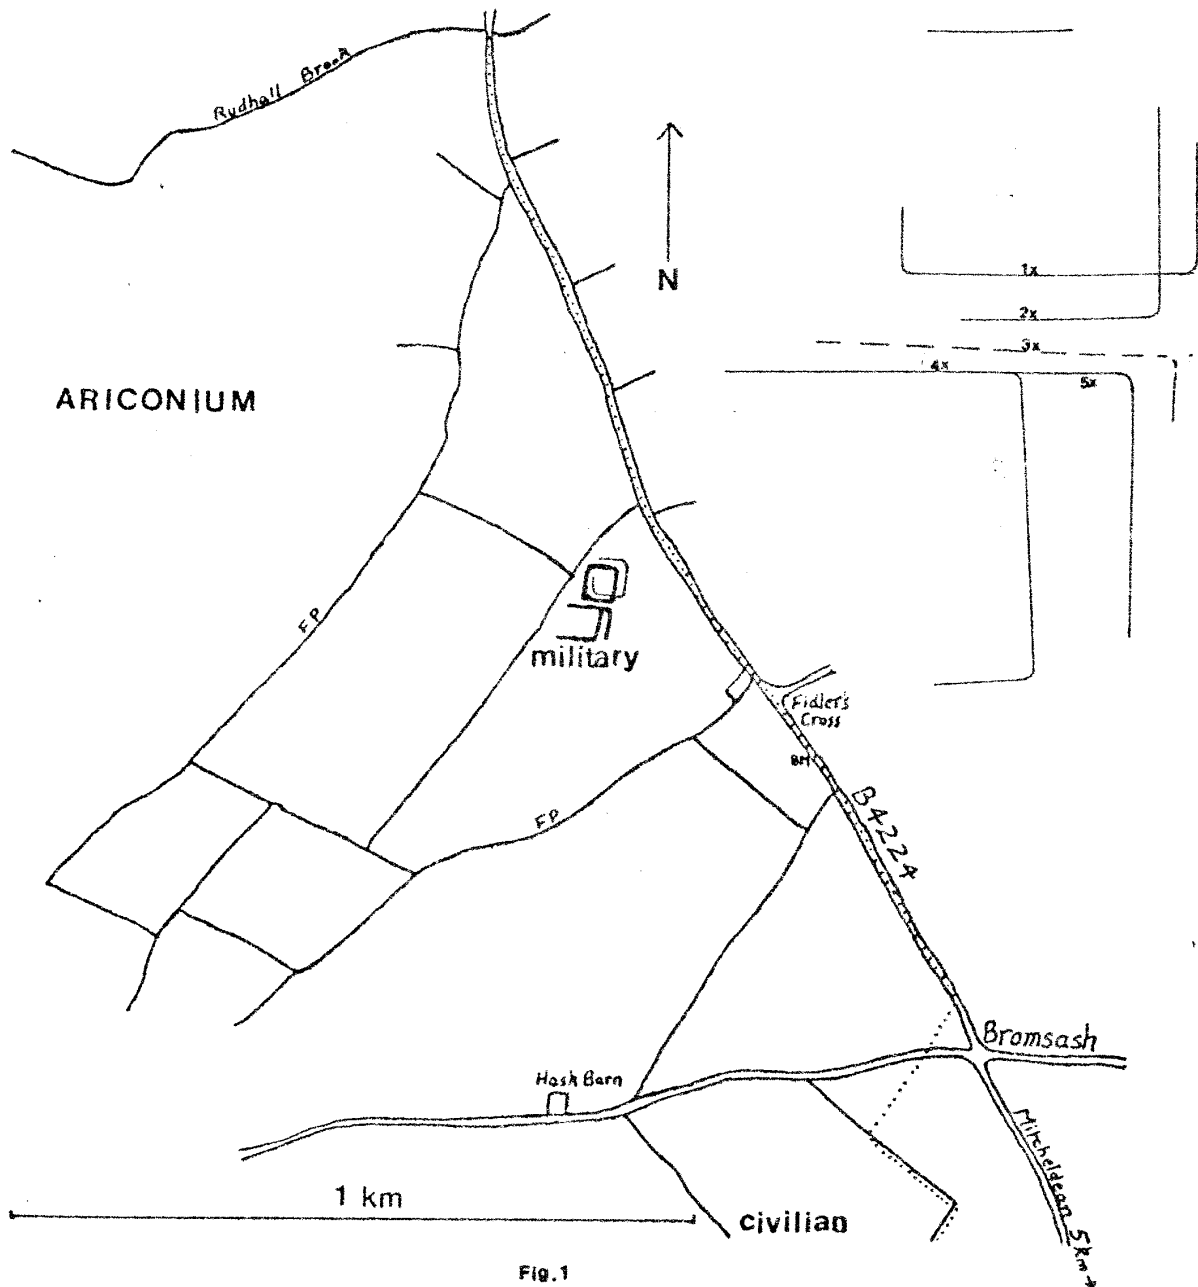 Rudhall Brook
N
1x
2x
3x
4x
5x
ARICONIUM
FP
military
Fidler's
Cross
BM
B4224
FP
Bromsash
Hask Barn
Mitcheldean 5km
1 km
civilian
Fig.1